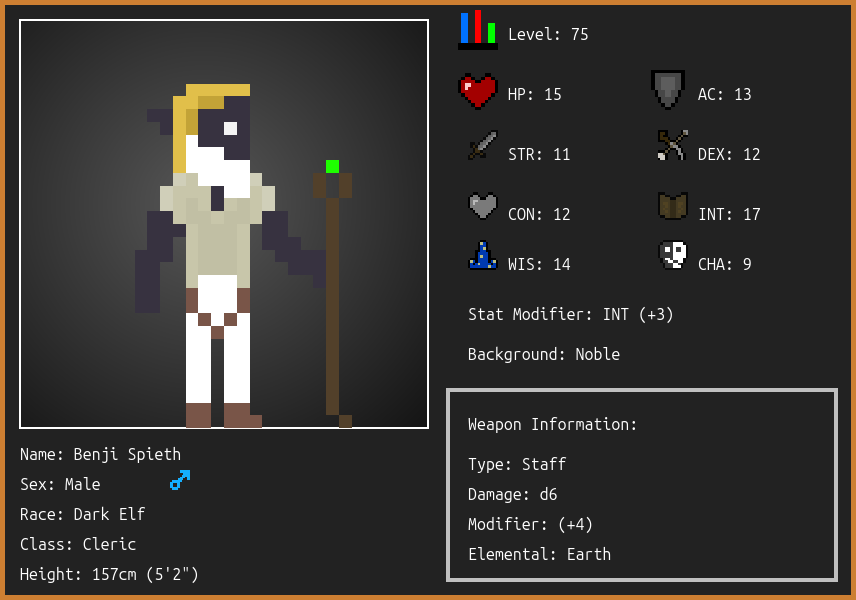 Level: 75
HP: 15
AC: 13
STR: 11
DEX: 12
CON: 12
INT: 17
WIS: 14
CHA: 9
Stat Modifier: INT (+3)
Background: Noble
Weapon Information:
Type: Staff
Damage: d6
Modifier: (+4)
Elemental: Earth
Name: Benji Spieth
Sex: Male
Race: Dark Elf
Class: Cleric
Height: 157cm (5'2")